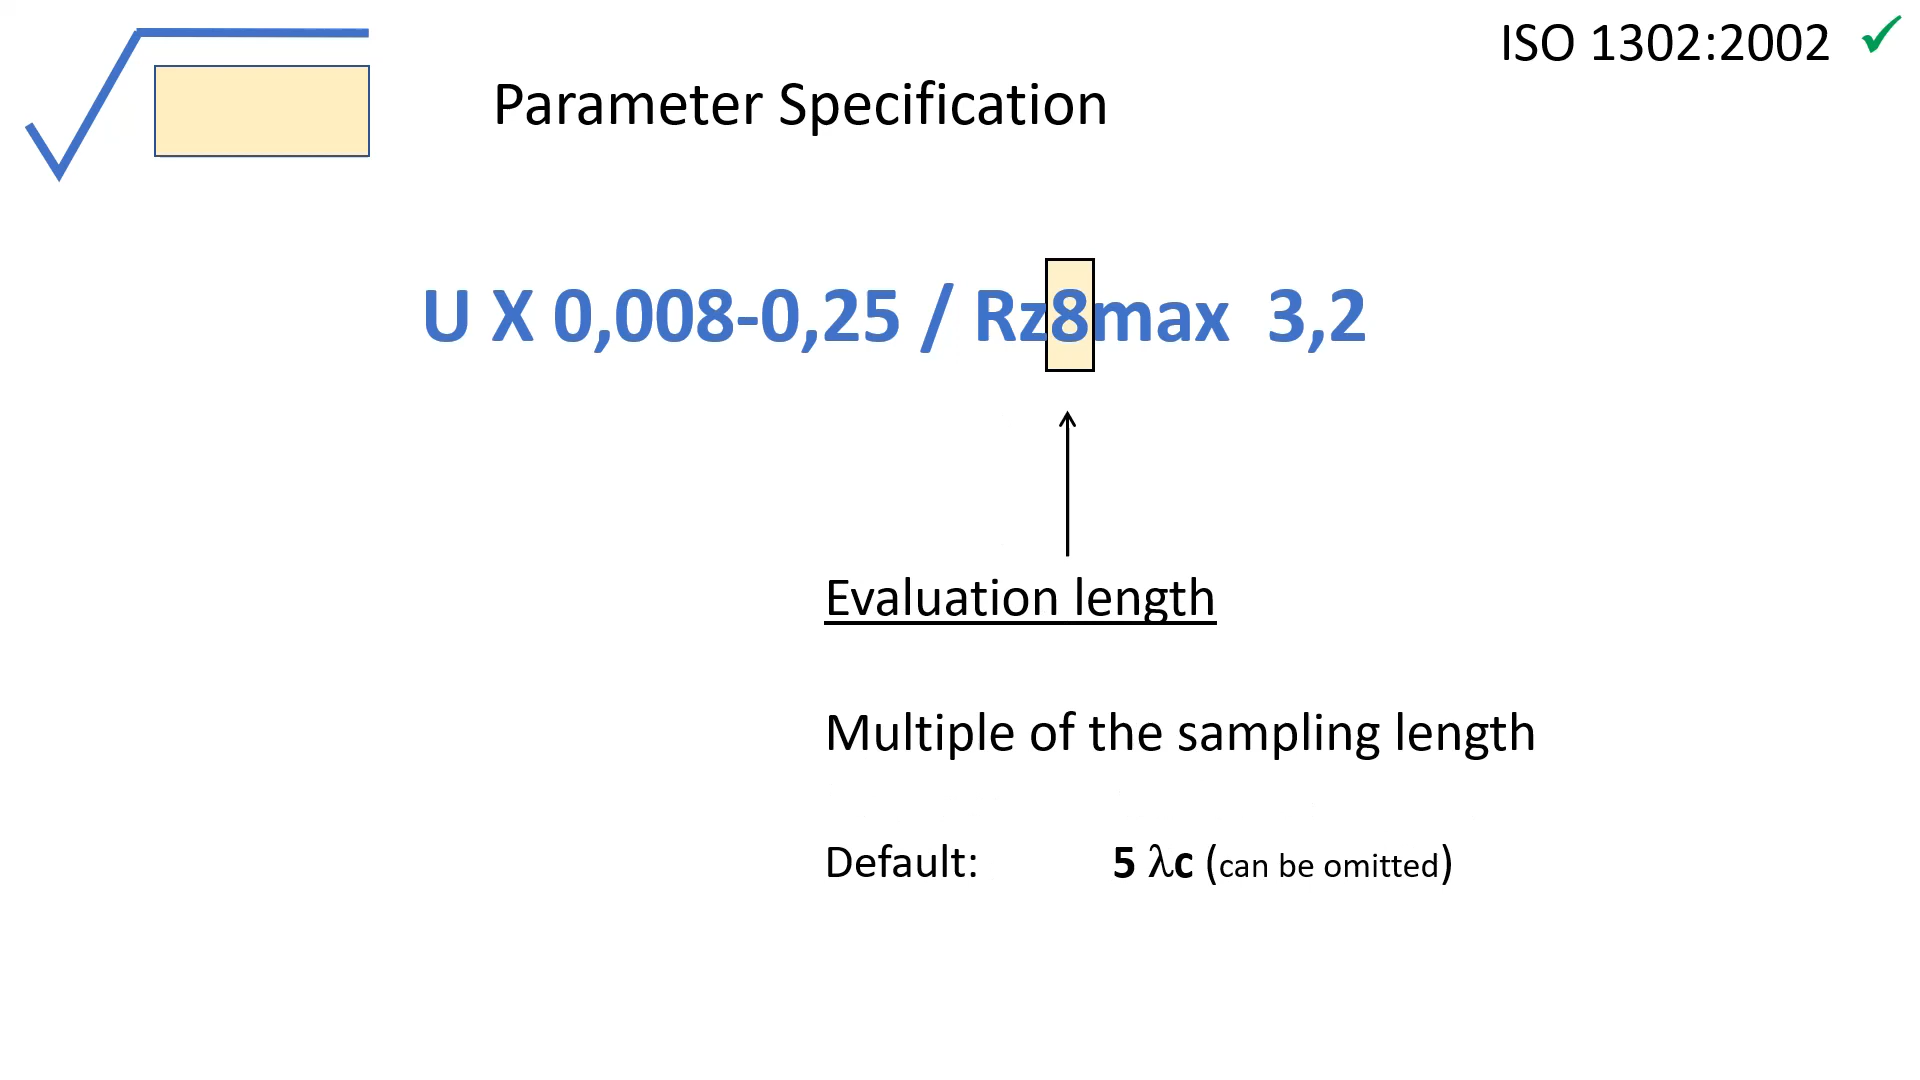 ISO 1302:2002
Parameter Specification
U X 0,008-0,25 / Rz8max 3,2
Evaluation length
Multiple of the sampling length
Default: 5 λc (can be omitted)